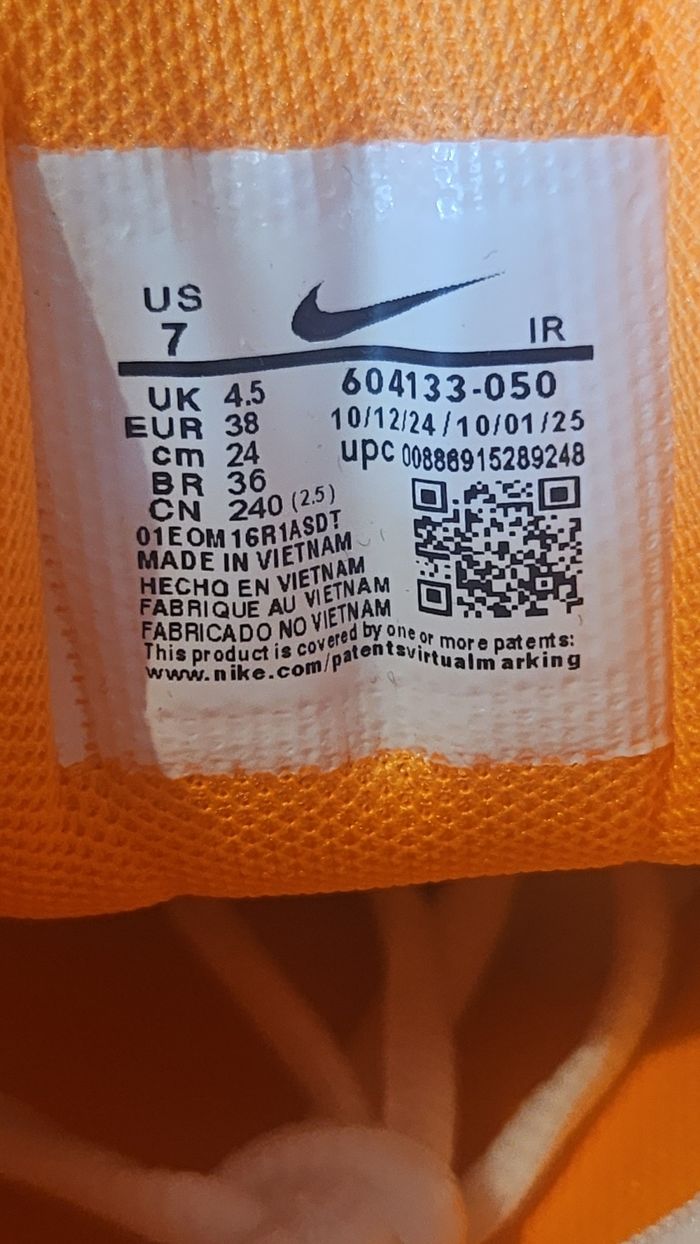 US
7
IR
UK 4.5
EUR 38
cm 24
BR 36
CN 240 (2.5)
604133-050
10/12/24/10/01/25
upc 00886915289248
01EOM16R1ASDT
MADE IN VIETNAM
HECHO EN VIETNAM
FABRIQUE AU VIETNAM
FABRICADO NO VIETNAM
This product is covered by one or more patents:
www.nike.com/patentsvirtualmarking